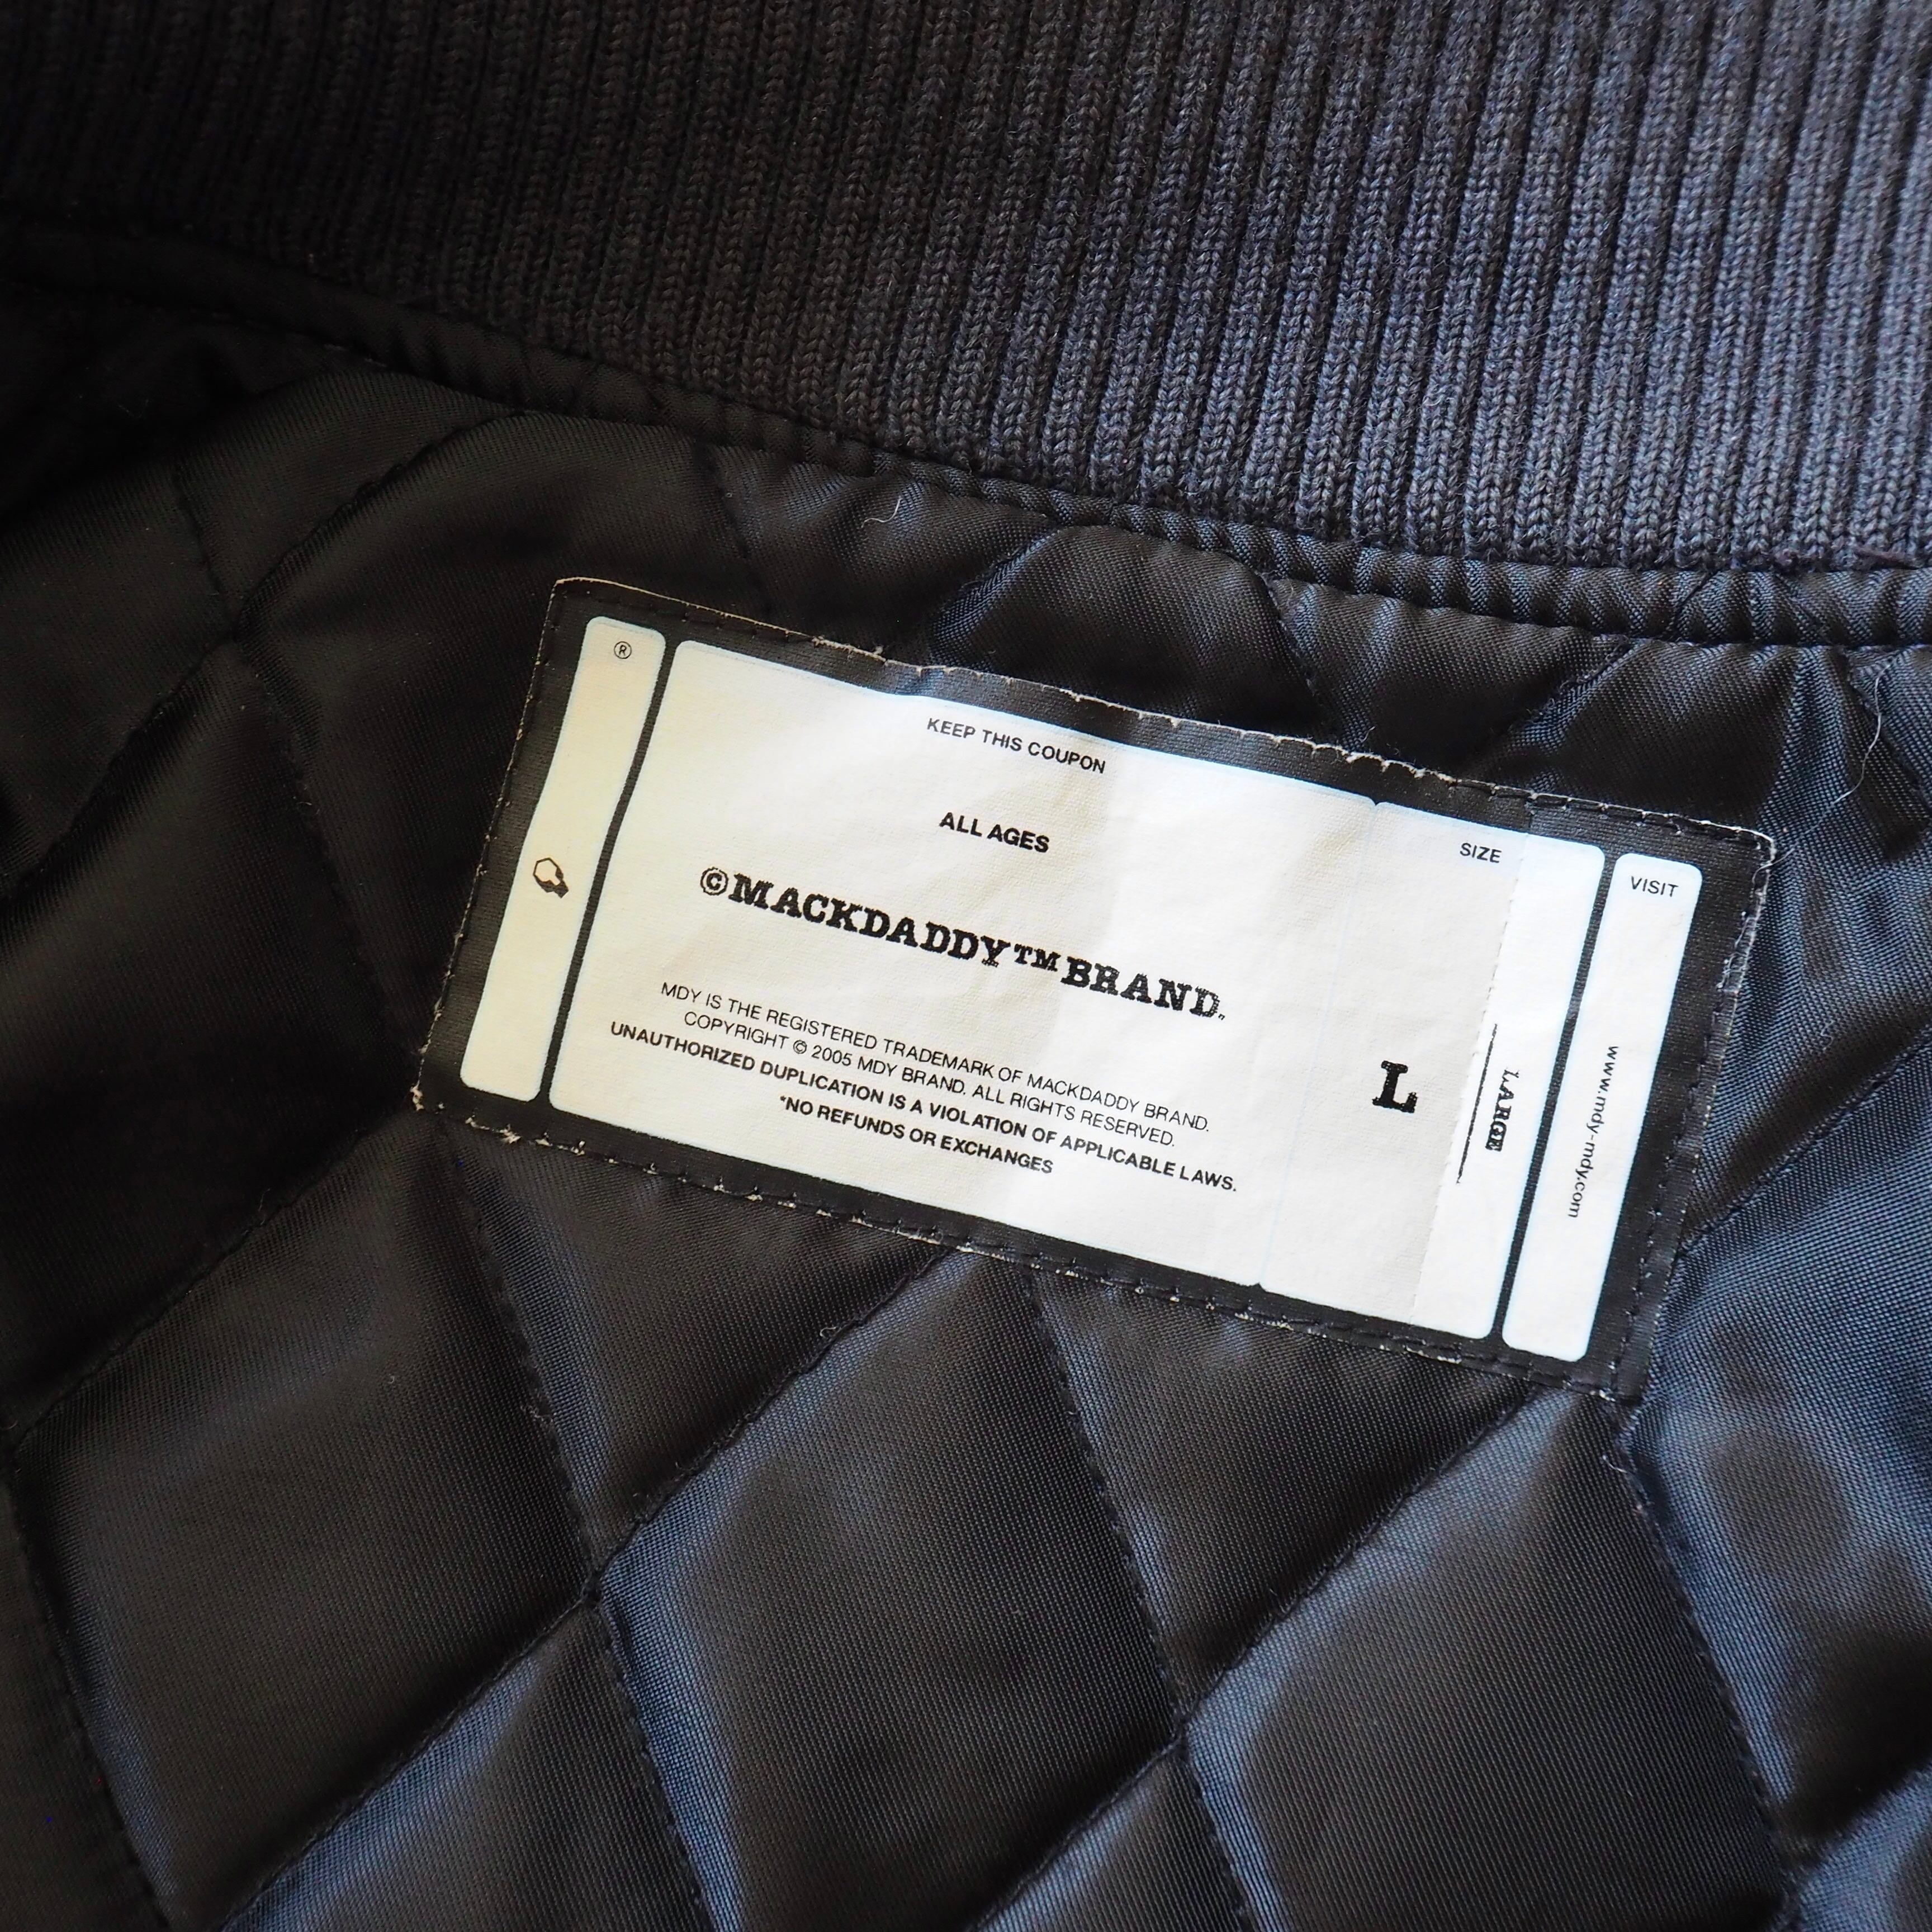 ®
KEEP THIS COUPON
ALL AGES
©MACKDADDY™BRAND.
MDY IS THE REGISTERED TRADEMARK OF MACKDADDY BRAND.
COPYRIGHT © 2005 MDY BRAND. ALL RIGHTS RESERVED.
UNAUTHORIZED DUPLICATION IS A VIOLATION OF APPLICABLE LAWS.
*NO REFUNDS OR EXCHANGES
SIZE
L
LARGE
VISIT
www.mdy-mdy.com